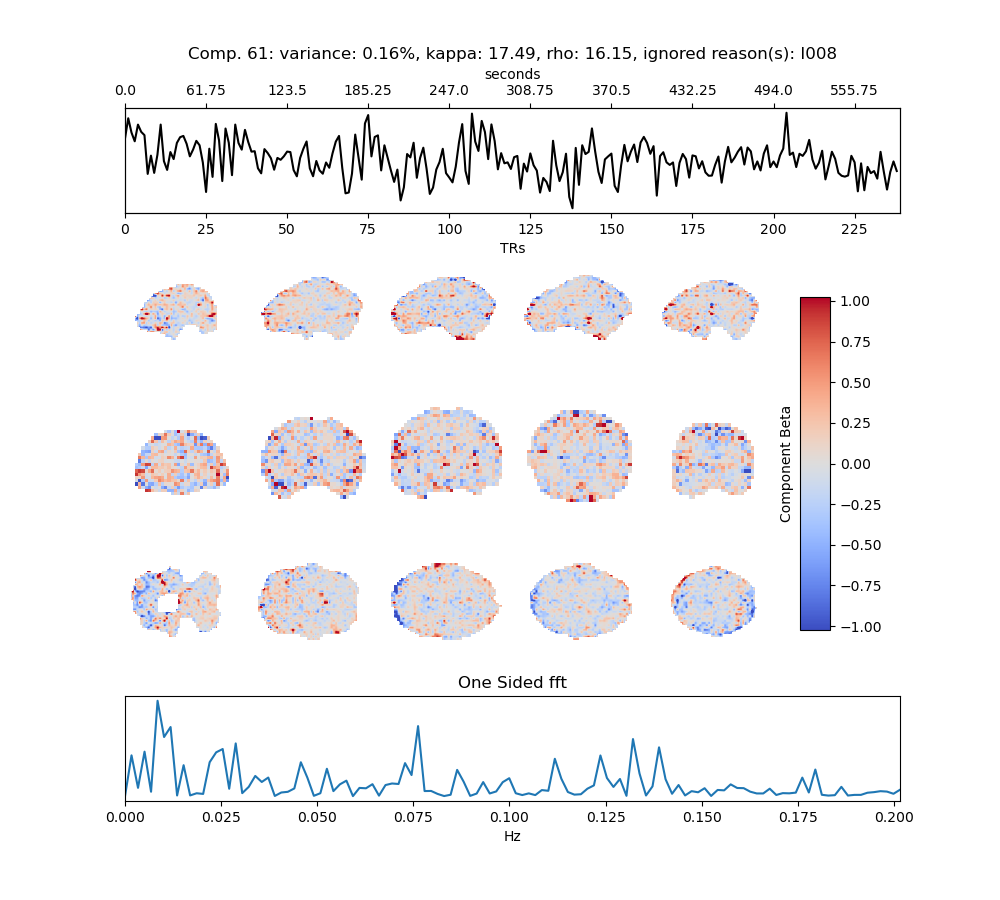 Comp. 61: variance: 0.16%, kappa: 17.49, rho: 16.15, ignored reason(s): I008
seconds
0.0 61.75 123.5 185.25 247.0 308.75 370.5 432.25 494.0 555.75
0 25 50 75 100 125 150 175 200 225
TRs
1.00
0.75
0.50
0.25
0.00
−0.25
−0.50
−0.75
−1.00
Component Beta
One Sided fft
0.000 0.025 0.050 0.075 0.100 0.125 0.150 0.175 0.200
Hz